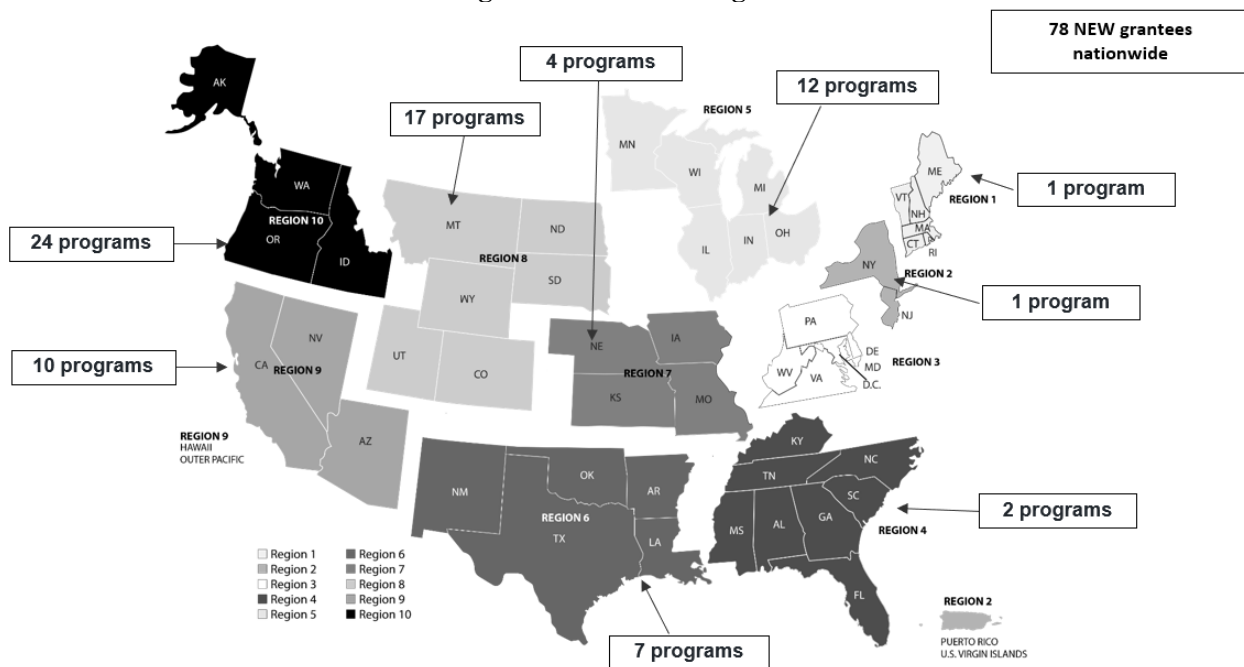 78 NEW grantees
nationwide
4 programs
12 programs
17 programs
1 program
24 programs
1 program
10 programs
2 programs
7 programs
AK
WA
REGION 10
OR
ID
MT
ND
REGION 8
SD
WY
UT
CO
REGION 5
MN
WI
MI
IL
IN
OH
ME
VT
REGION 1
NH
MA
CT
RI
NY
REGION 2
NJ
PA
DE
REGION 3
MD
WV
VA
D.C.
NV
CA
REGION 9
AZ
REGION 9
HAWAII
OUTER PACIFIC
NE
IA
REGION 7
KS
MO
OK
AR
NM
REGION 6
TX
LA
KY
TN
NC
SC
MS
AL
GA
REGION 4
FL
Region 1
Region 2
Region 3
Region 4
Region 5
Region 6
Region 7
Region 8
Region 9
Region 10
REGION 2
PUERTO RICO
U.S. VIRGIN ISLANDS